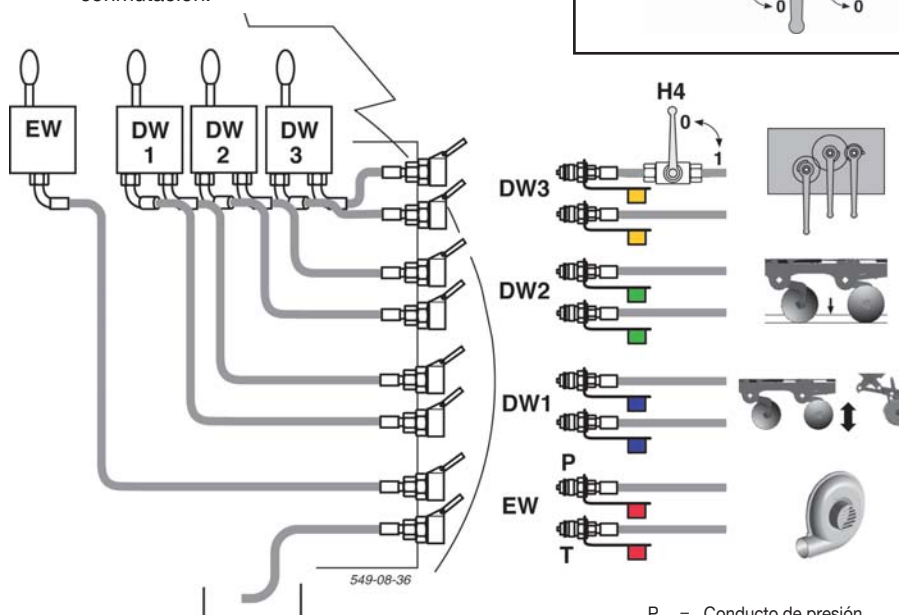 conmutación.
0 0
H4
0
1
EW
DW 1
DW 2
DW 3
DW3
DW2
DW1
P
EW
T
549-08-36
P = Conducto de presión